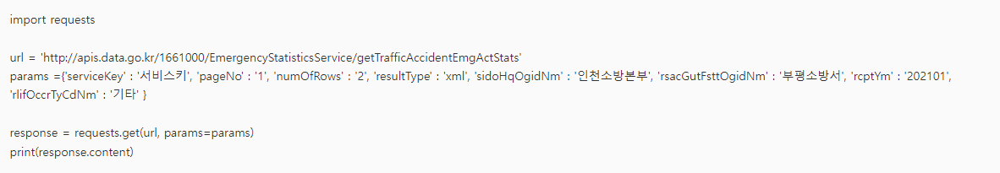 import requests
url = 'http://apis.data.go.kr/1661000/EmergencyStatisticsService/getTrafficAccidentEmgActStats'
params ={'serviceKey' : '서비스키', 'pageNo' : '1', 'numOfRows' : '2', 'resultType' : 'xml', 'sidoHqOgidNm' : '인천소방본부', 'rsacGutFsttOgidNm' : '부평소방서', 'rcptYm' : '202101',
'rlifOccrTyCdNm' : '기타' }
response = requests.get(url, params=params)
print(response.content)